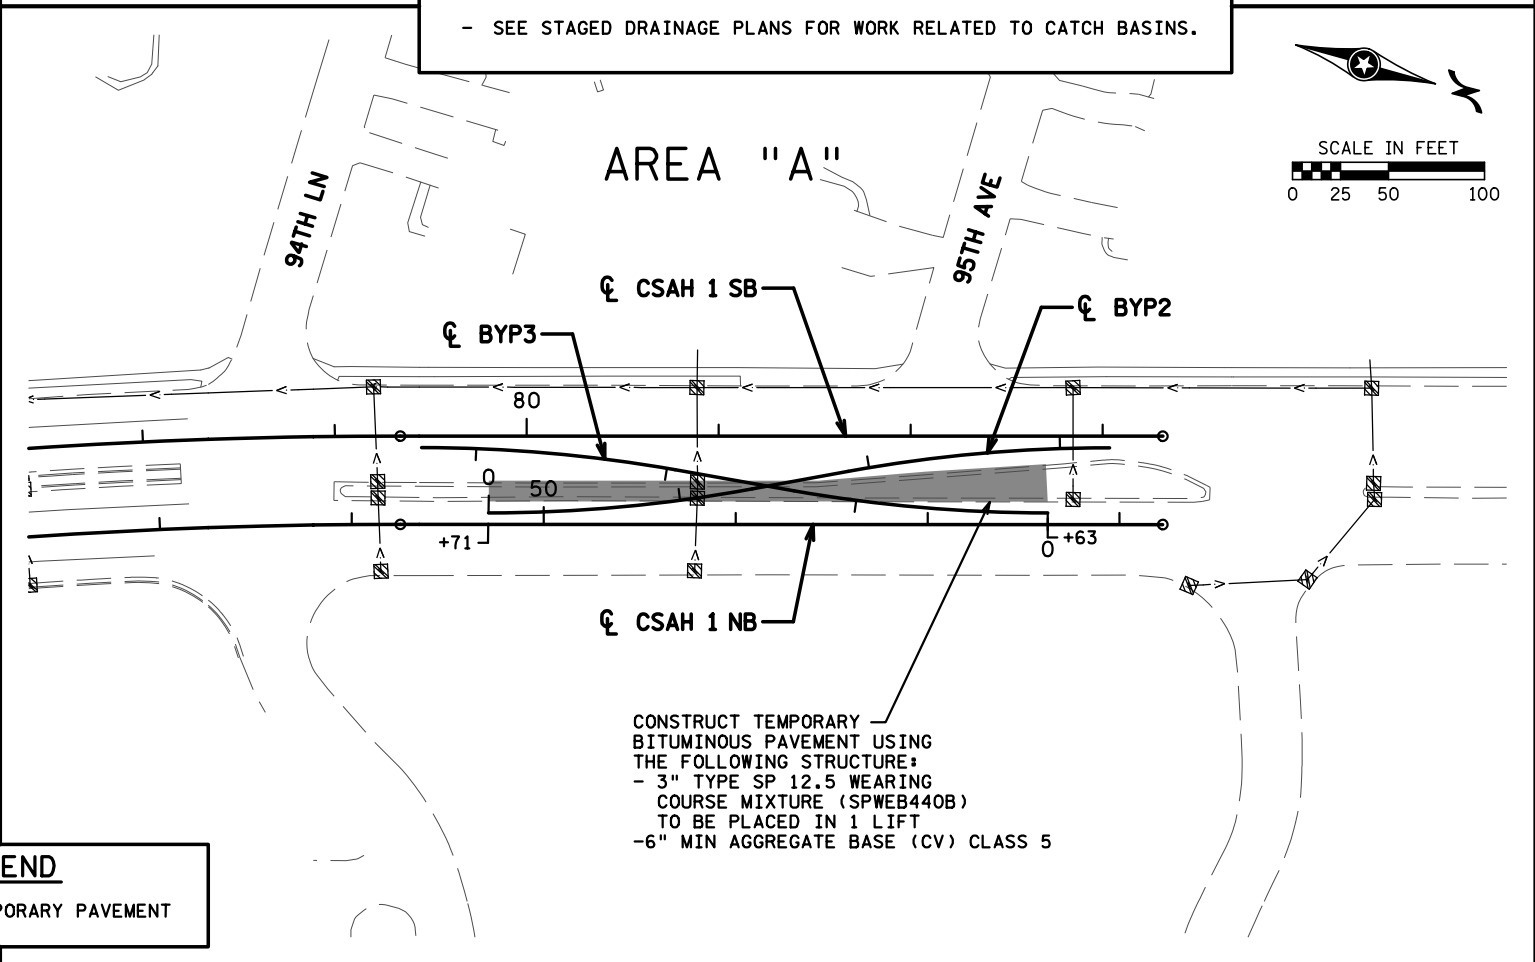 - SEE STAGED DRAINAGE PLANS FOR WORK RELATED TO CATCH BASINS.
SCALE IN FEET
0 25 50 100
AREA "A"
94TH LN
95TH AVE
℄ CSAH 1 SB
℄ BYP2
℄ BYP3
80
0
50
+71
+63
0
℄ CSAH 1 NB
CONSTRUCT TEMPORARY
BITUMINOUS PAVEMENT USING
THE FOLLOWING STRUCTURE:
- 3" TYPE SP 12.5 WEARING
COURSE MIXTURE (SPWEB440B)
TO BE PLACED IN 1 LIFT
-6" MIN AGGREGATE BASE (CV) CLASS 5
END
PORARY PAVEMENT